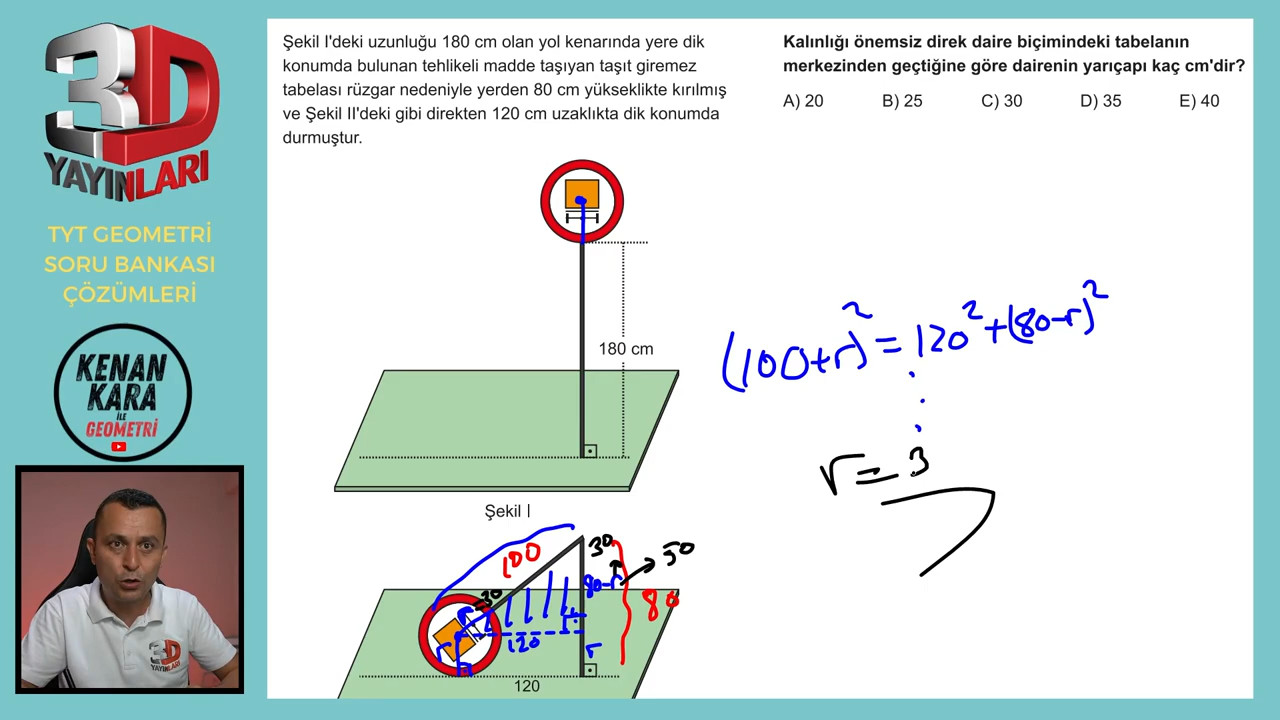 3D
YAYINLARI
TYT GEOMETRİ
SORU BANKASI
ÇÖZÜMLERİ
KENAN
KARA
İLE
GEOMETRİ
3D
YAYINLARI
Şekil I'deki uzunluğu 180 cm olan yol kenarında yere dik
konumda bulunan tehlikeli madde taşıyan taşıt giremez
tabelası rüzgar nedeniyle yerden 80 cm yükseklikte kırılmış
ve Şekil II'deki gibi direkten 120 cm uzaklıkta dik konumda
durmuştur.
Kalınlığı önemsiz direk daire biçimindeki tabelanın
merkezinden geçtiğine göre dairenin yarıçapı kaç cm'dir?
A) 20 B) 25 C) 30 D) 35 E) 40
180 cm
Şekil I
(100+r)² = 120² + (80-r)²
r = 3
100
30
50
80-r
80
30
r
120
r
r
120